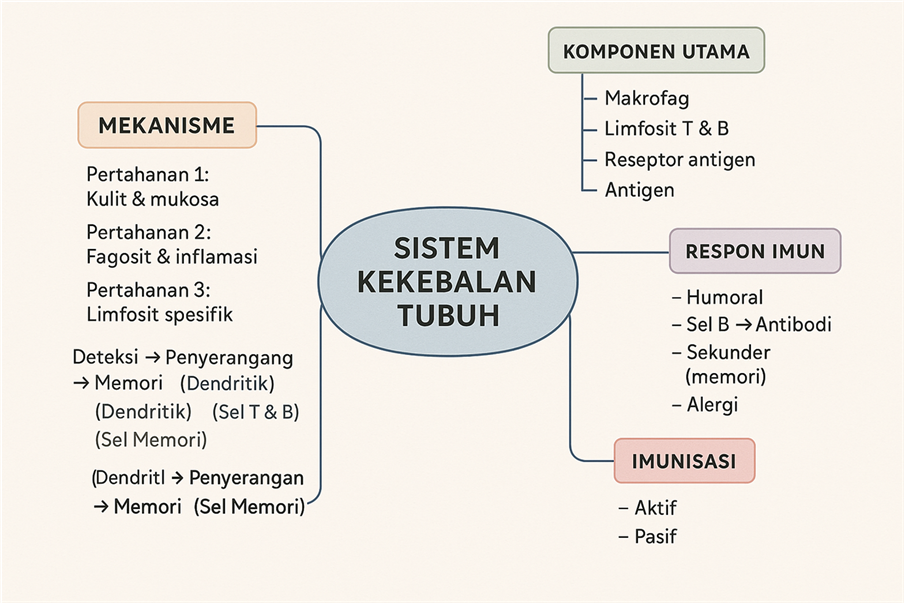 KOMPONEN UTAMA
Makrofag
Limfosit T & B
Reseptor antigen
Antigen
MEKANISME
Pertahanan 1:
Kulit & mukosa
Pertahanan 2:
Fagosit & inflamasi
Pertahanan 3:
Limfosit spesifik
Deteksi → Penyerangang
→ Memori (Dendritik)
(Dendritik) (Sel T & B)
(Sel Memori)
(Dendritl → Penyerangan
→ Memori (Sel Memori)
SISTEM
KEKEBALAN
TUBUH
RESPON IMUN
– Humoral
– Sel B → Antibodi
– Sekunder
(memori)
– Alergi
IMUNISASI
– Aktif
– Pasif